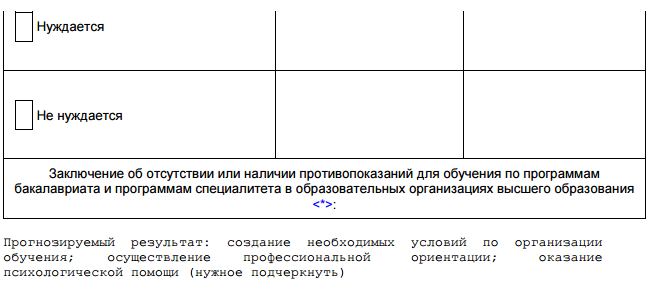 Нуждается
Не нуждается
Заключение об отсутствии или наличии противопоказаний для обучения по программам
бакалавриата и программам специалитета в образовательных организациях высшего образования
<*>:
Прогнозируемый результат: создание необходимых условий по организации
обучения; осуществление профессиональной ориентации; оказание
психологической помощи (нужное подчеркнуть)